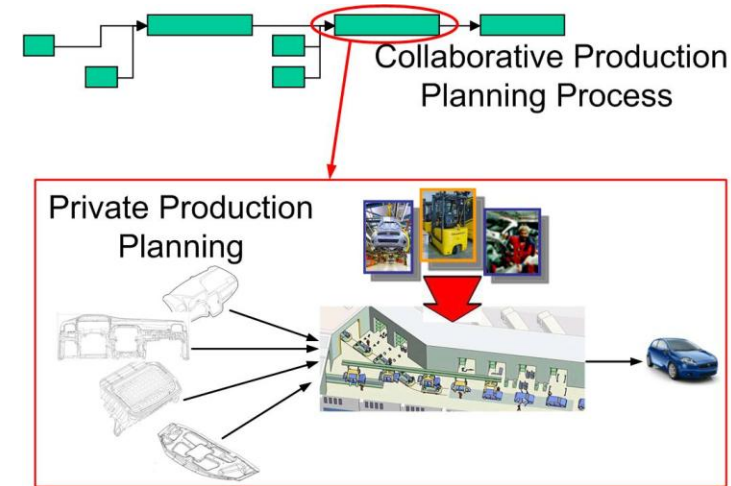 Collaborative Production
Planning Process
Private Production
Planning